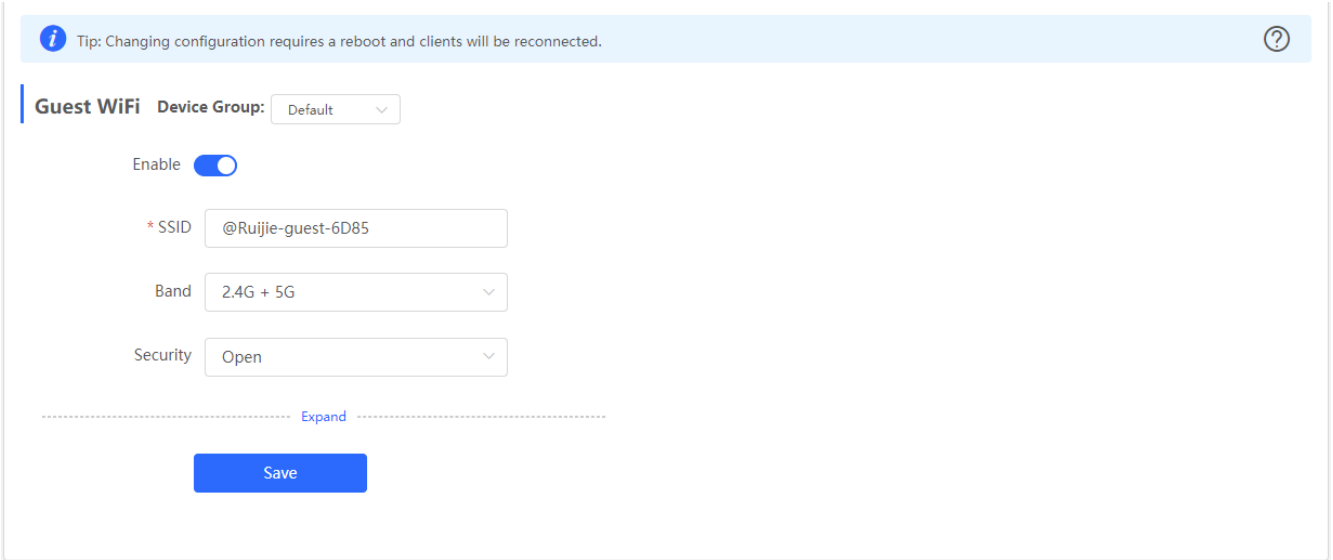 Tip: Changing configuration requires a reboot and clients will be reconnected.
Guest WiFi Device Group: Default
Enable
* SSID @Ruijie-guest-6D85
Band 2.4G + 5G
Security Open
Expand
Save